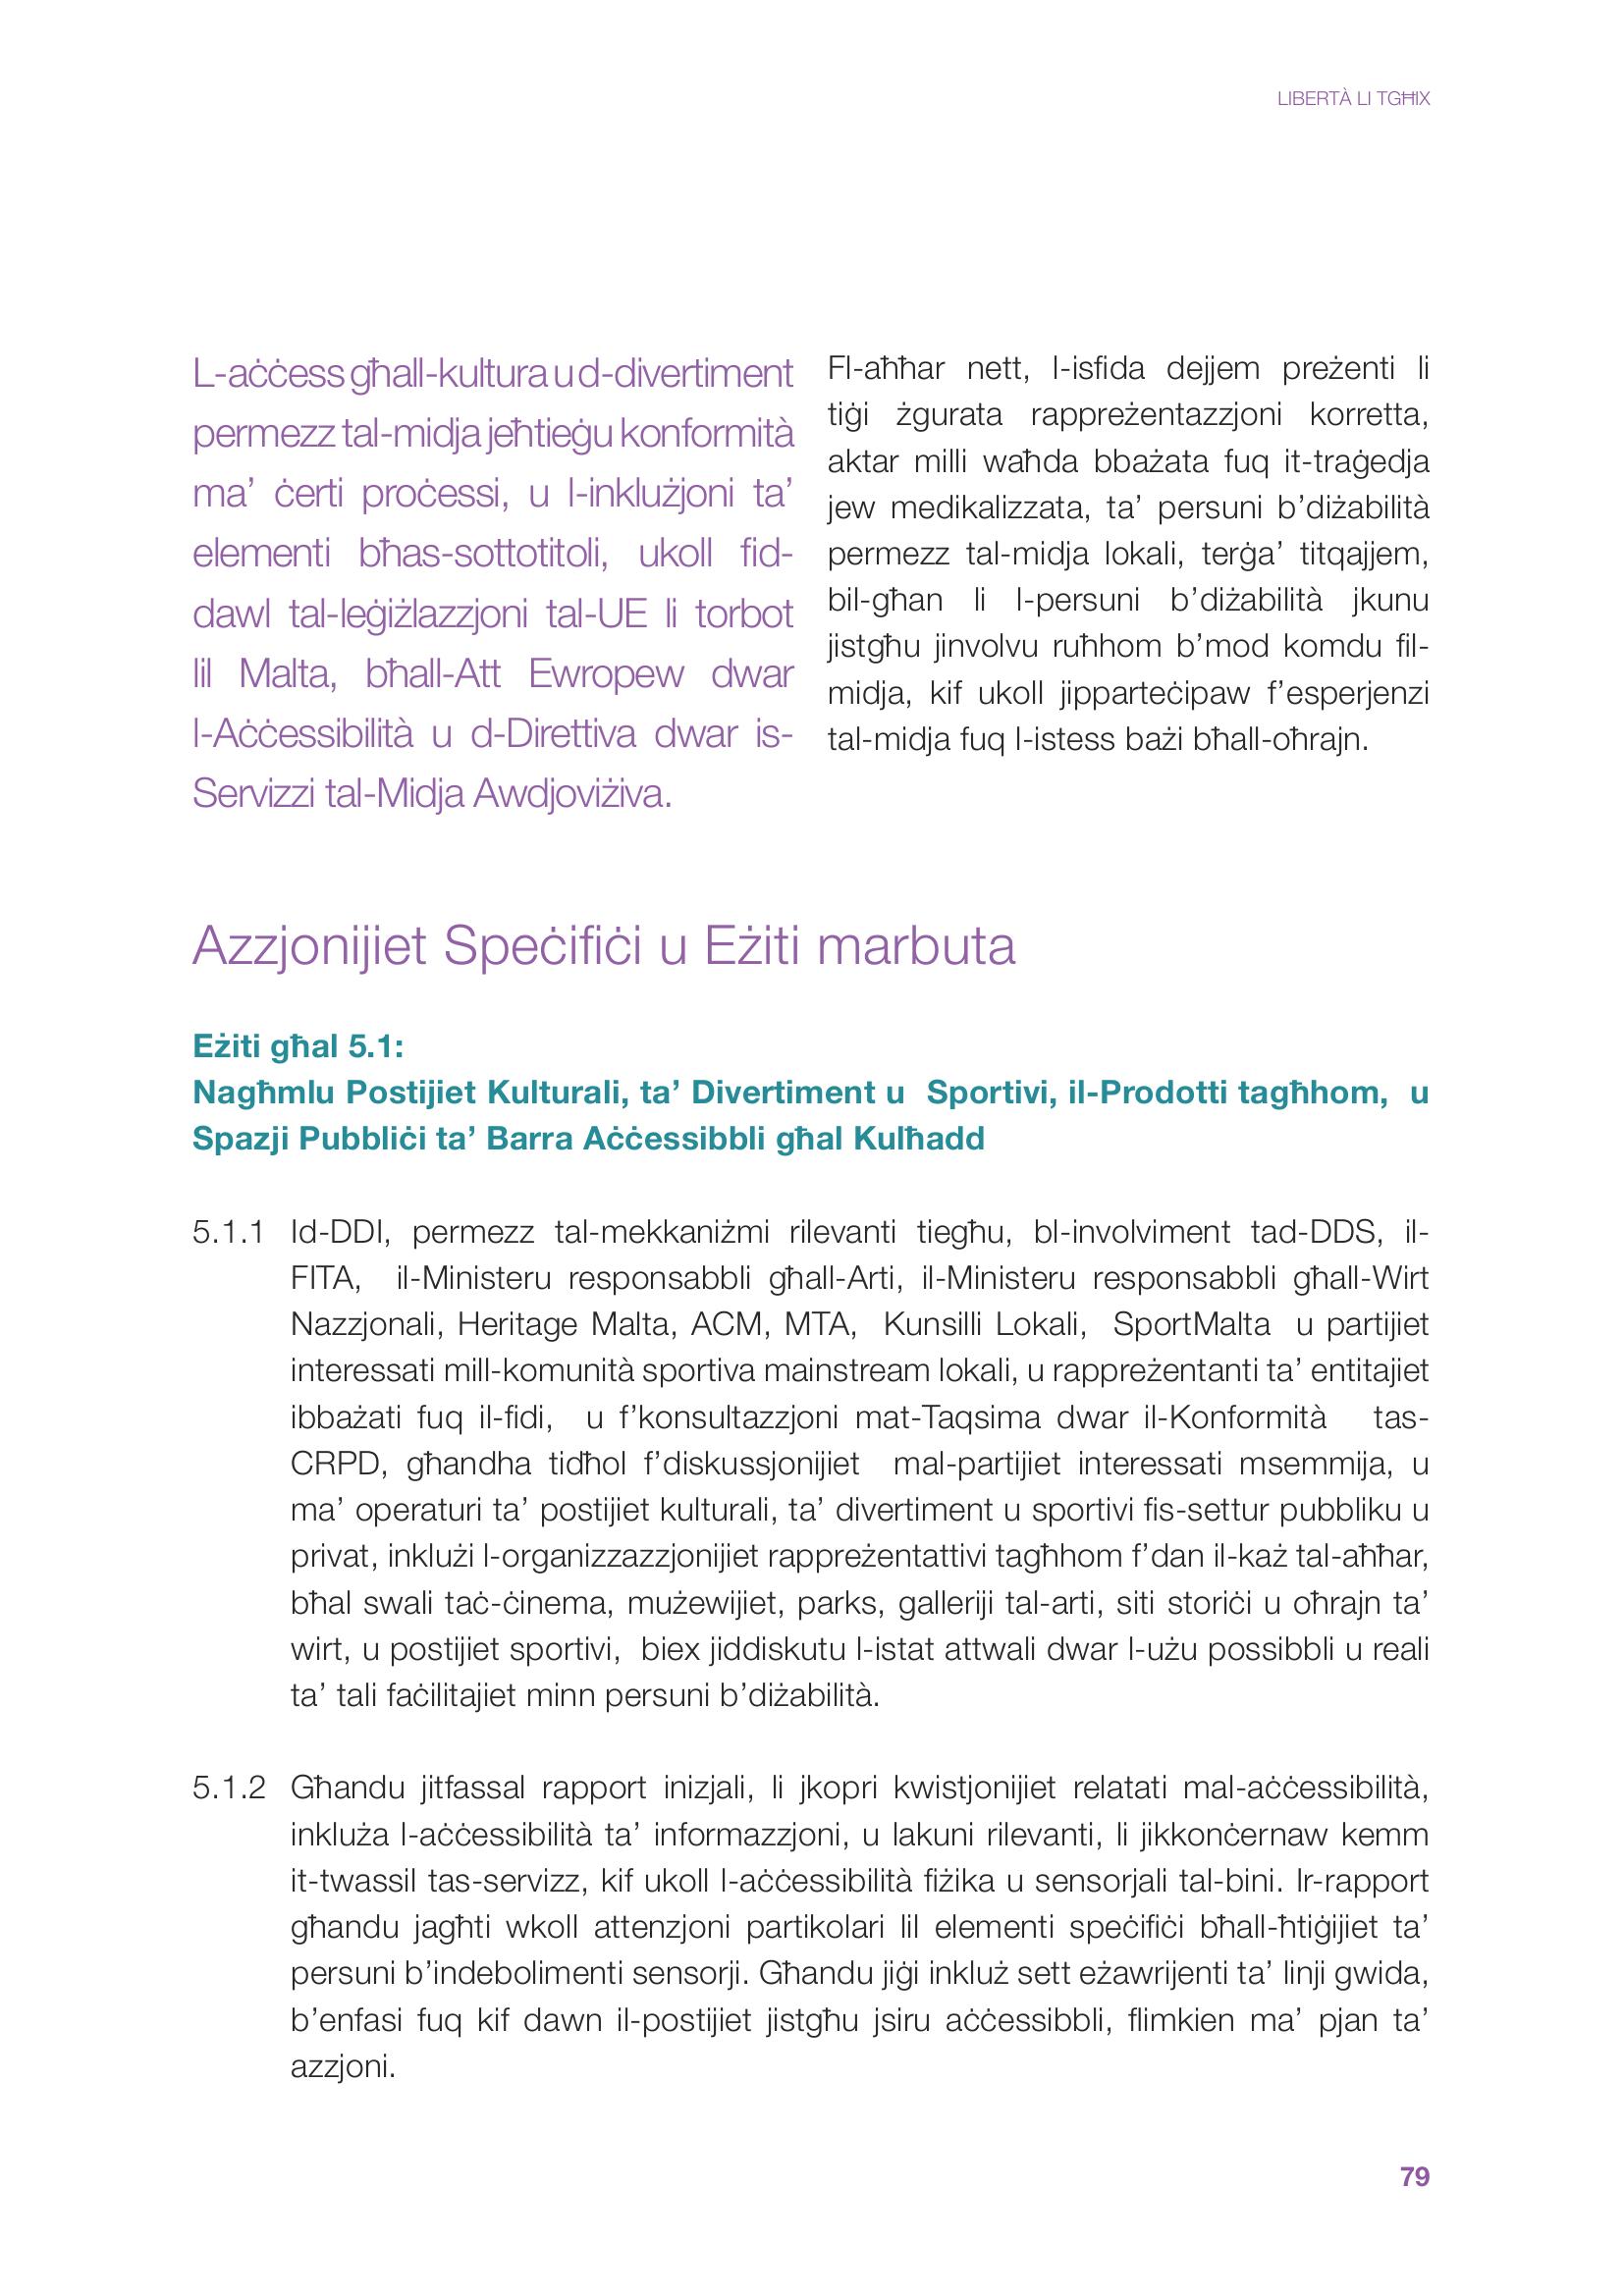 LIBERTÀ LI TGĦIX
L-aċċess għall-kultura u d-divertiment
permezz tal-midja jeħtieġu konformità
ma’ ċerti proċessi, u l-inklużjoni ta’
elementi bħas-sottotitoli, ukoll fid-
dawl tal-leġiżlazzjoni tal-UE li torbot
lil Malta, bħall-Att Ewropew dwar
l-Aċċessibilità u d-Direttiva dwar is-
Servizzi tal-Midja Awdjoviżiva.
Fl-aħħar nett, l-isfida dejjem preżenti li
tiġi żgurata rappreżentazzjoni korretta,
aktar milli waħda bbażata fuq it-traġedja
jew medikalizzata, ta’ persuni b’diżabilità
permezz tal-midja lokali, terġa’ titqajjem,
bil-għan li l-persuni b’diżabilità jkunu
jistgħu jinvolvu ruħhom b’mod komdu fil-
midja, kif ukoll jipparteċipaw f’esperjenzi
tal-midja fuq l-istess bażi bħall-oħrajn.
Azzjonijiet Speċifiċi u Eżiti marbuta
Eżiti għal 5.1:
Nagħmlu Postijiet Kulturali, ta’ Divertiment u Sportivi, il-Prodotti tagħhom, u
Spazji Pubbliċi ta’ Barra Aċċessibbli għal Kulħadd
5.1.1 Id-DDI, permezz tal-mekkaniżmi rilevanti tiegħu, bl-involviment tad-DDS, il-
FITA, il-Ministeru responsabbli għall-Arti, il-Ministeru responsabbli għall-Wirt
Nazzjonali, Heritage Malta, ACM, MTA, Kunsilli Lokali, SportMalta u partijiet
interessati mill-komunità sportiva mainstream lokali, u rappreżentanti ta’ entitajiet
ibbażati fuq il-fidi, u f’konsultazzjoni mat-Taqsima dwar il-Konformità tas-
CRPD, għandha tidħol f’diskussjonijiet mal-partijiet interessati msemmija, u
ma’ operaturi ta’ postijiet kulturali, ta’ divertiment u sportivi fis-settur pubbliku u
privat, inklużi l-organizzazzjonijiet rappreżentattivi tagħhom f’dan il-każ tal-aħħar,
bħal swali taċ-ċinema, mużewijiet, parks, galleriji tal-arti, siti storiċi u oħrajn ta’
wirt, u postijiet sportivi, biex jiddiskutu l-istat attwali dwar l-użu possibbli u reali
ta’ tali faċilitajiet minn persuni b’diżabilità.
5.1.2 Għandu jitfassal rapport inizjali, li jkopri kwistjonijiet relatati mal-aċċessibilità,
inkluża l-aċċessibilità ta’ informazzjoni, u lakuni rilevanti, li jikkonċernaw kemm
it-twassil tas-servizz, kif ukoll l-aċċessibilità fiżika u sensorjali tal-bini. Ir-rapport
għandu jagħti wkoll attenzjoni partikolari lil elementi speċifiċi bħall-ħtiġijiet ta’
persuni b’indebolimenti sensorji. Għandu jiġi inkluż sett eżawrijenti ta’ linji gwida,
b’enfasi fuq kif dawn il-postijiet jistgħu jsiru aċċessibbli, flimkien ma’ pjan ta’
azzjoni.
79